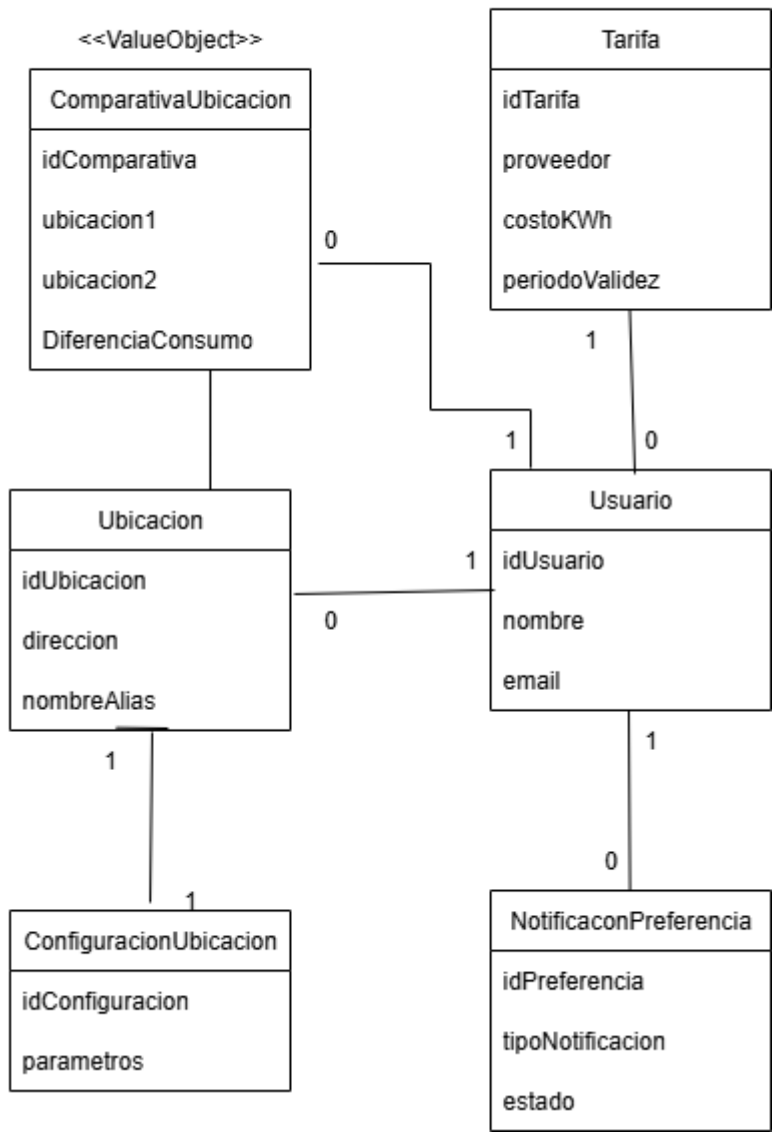 <<ValueObject>>
ComparativaUbicacion
idComparativa
ubicacion1
ubicacion2
DiferenciaConsumo
0
Tarifa
idTarifa
proveedor
costoKWh
periodoValidez
1
0
1
Usuario
idUsuario
nombre
email
1
0
Ubicacion
idUbicacion
direccion
nombreAlias
1
1
ConfiguracionUbicacion
idConfiguracion
parametros
1
0
NotificaconPreferencia
idPreferencia
tipoNotificacion
estado